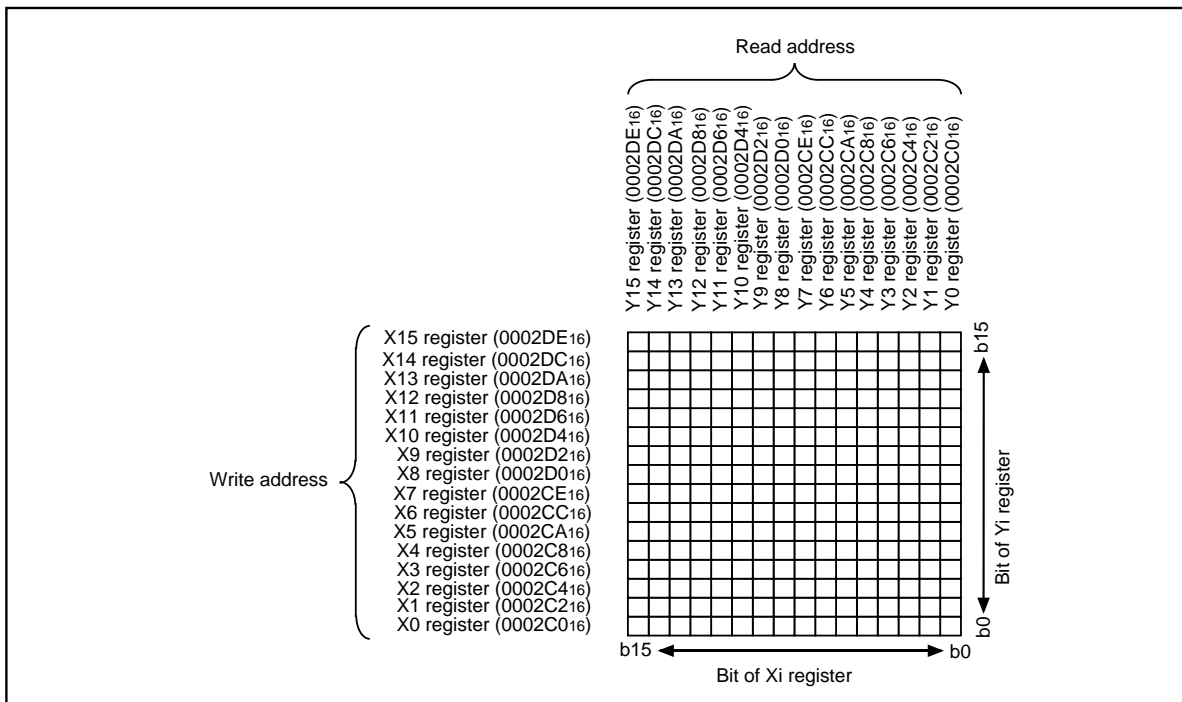 Read address
Y15 register (0002DE16)
Y14 register (0002DC16)
Y13 register (0002DA16)
Y12 register (0002D816)
Y11 register (0002D616)
Y10 register (0002D416)
Y9 register (0002D216)
Y8 register (0002D016)
Y7 register (0002CE16)
Y6 register (0002CC16)
Y5 register (0002CA16)
Y4 register (0002C816)
Y3 register (0002C616)
Y2 register (0002C416)
Y1 register (0002C216)
Y0 register (0002C016)
Write address
X15 register (0002DE16)
X14 register (0002DC16)
X13 register (0002DA16)
X12 register (0002D816)
X11 register (0002D616)
X10 register (0002D416)
X9 register (0002D216)
X8 register (0002D016)
X7 register (0002CE16)
X6 register (0002CC16)
X5 register (0002CA16)
X4 register (0002C816)
X3 register (0002C616)
X2 register (0002C416)
X1 register (0002C216)
X0 register (0002C016)
b15
Bit of Yi register
b0
b15
b0
Bit of Xi register